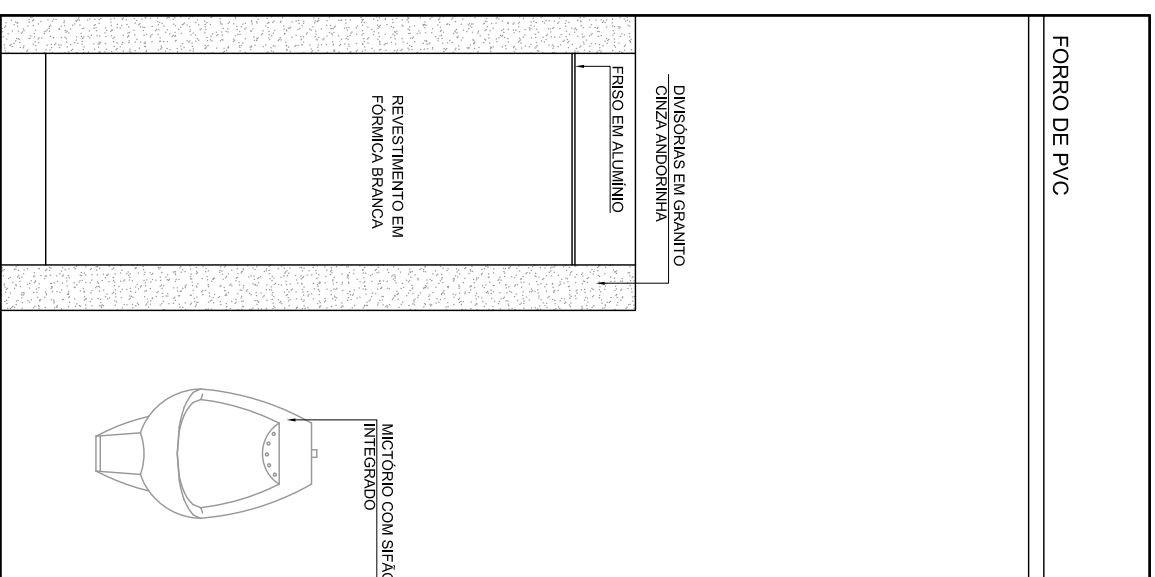 FORRO DE PVC
DIVISÓRIAS EM GRANITO
CINZA ANDORINHA
FRISO EM ALUMÍNIO
REVESTIMENTO EM
FÓRMICA BRANCA
MICTÓRIO COM SIFÃO
INTEGRADO